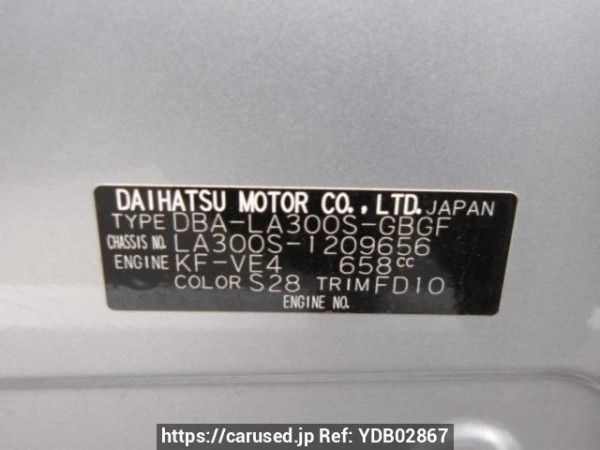 DAIHATSU MOTOR CO., LTD. JAPAN
TYPE DBA-LA300S-GBGF
CHASSIS NO. LA300S-1209656
ENGINE KF-VE4 658cc
COLOR S28 TRIM FD10
ENGINE NO.
https://carused.jp Ref: YDB02867